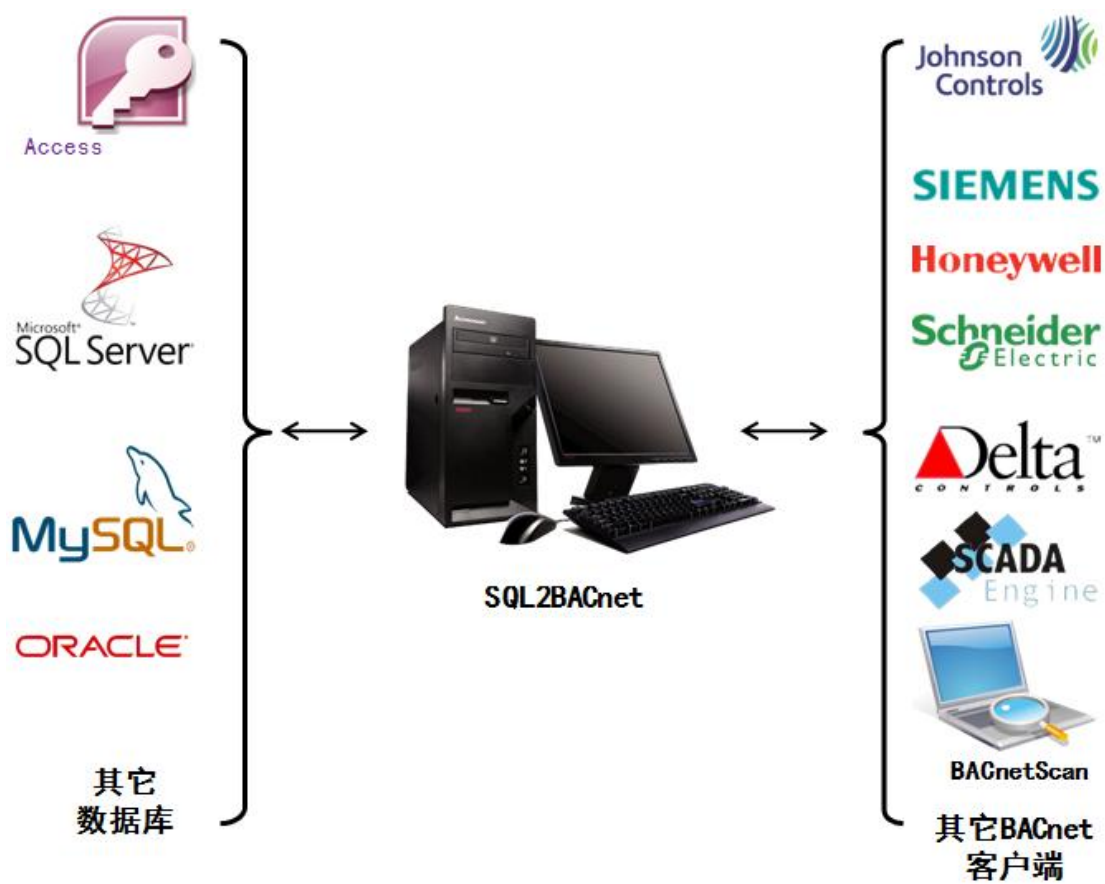 Access
Microsoft®
SQL Server®
MySQL®
ORACLE®
其它
数据库
SQL2BACnet
Johnson
Controls
SIEMENS
Honeywell
Schneider
Electric
Delta™
CONTROLS
SCADA
Engine
BACnetScan
其它BACnet
客户端